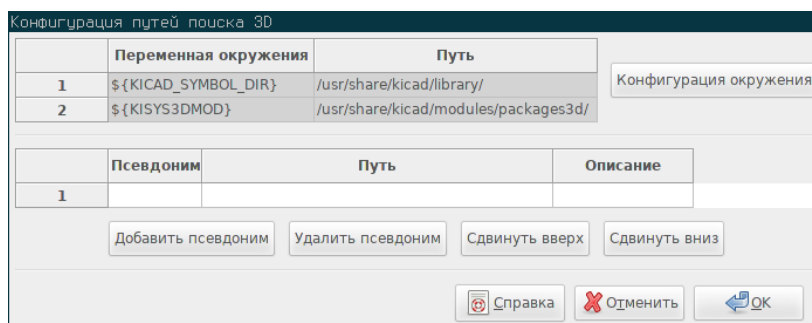 Конфигурация путей поиска 3D
Переменная окружения Путь
1 ${KICAD_SYMBOL_DIR} /usr/share/kicad/library/
2 ${KISYS3DMOD} /usr/share/kicad/modules/packages3d/
Конфигурация окружения
Псевдоним Путь Описание
1
Добавить псевдоним Удалить псевдоним Сдвинуть вверх Сдвинуть вниз
Справка Отменить OK